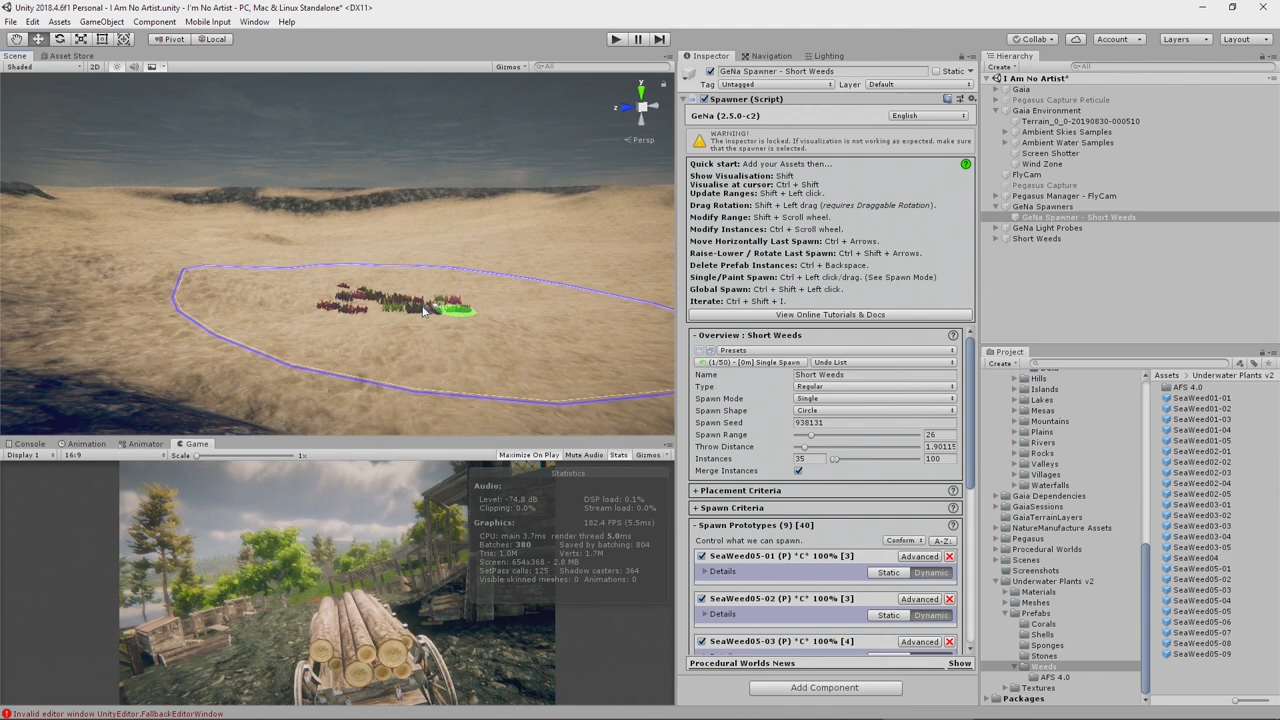 Unity 2018.4.6f1 Personal - I Am No Artist.unity - I'm No Artist - PC, Mac & Linux Standalone* <DX11>
File Edit Assets GameObject Component Mobile Input Window Help
Pivot Local Collab Account Layers Layout
Scene Asset Store
Shaded 2D Gizmos All
y
z
Persp
Console Animation Animator Game
Display 1 16:9 Scale 1x Maximize On Play Mute Audio Stats Gizmos
Statistics
Audio:
Level: -74.8 dB DSP load: 0.1%
Clipping: 0.0% Stream load: 0.0%
Graphics: 182.4 FPS (5.5ms)
CPU: main 3.7ms render thread 5.0ms
Batches: 380 Saved by batching: 804
Tris: 1.0M Verts: 1.7M
Screen: 654x368 - 2.8 MB
SetPass calls: 125 Shadow casters: 364
Visible skinned meshes: 0 Animations: 0
Invalid editor window UnityEditor.FallbackEditorWindow
Inspector Navigation Lighting
GeNa Spawner - Short Weeds Static
Tag Untagged Layer Default
Spawner (Script)
GeNa (2.5.0-c2) English
WARNING!
The inspector is locked. If visualization is not working as expected, make sure
that the spawner is selected.
Quick start: Add your Assets then...
Show Visualisation: Shift
Visualise at cursor: Ctrl + Shift
Update Ranges: Shift + Left click.
Drag Rotation: Shift + Left drag (requires Draggable Rotation).
Modify Range: Shift + Scroll wheel.
Modify Instances: Ctrl + Scroll wheel.
Move Horizontally Last Spawn: Ctrl + Arrows.
Raise-Lower / Rotate Last Spawn: Ctrl + Shift + Arrows.
Delete Prefab Instances: Ctrl + Backspace.
Single/Paint Spawn: Ctrl + Left click/drag. (See Spawn Mode)
Global Spawn: Ctrl + Shift + Left click.
Iterate: Ctrl + Shift + I.
View Online Tutorials & Docs
- Overview : Short Weeds
Presets
(1/50) - [0m] Single Spawn Undo List
Name Short Weeds
Type Regular
Spawn Mode Single
Spawn Shape Circle
Spawn Seed 938131
Spawn Range 26
Throw Distance 1.90115
Instances 35 100
Merge Instances
+ Placement Criteria
+ Spawn Criteria
- Spawn Prototypes (9) [40]
Control what we can spawn. Conform A-Z↓
SeaWeed05-01 (P) *C* 100% [3] Advanced
Details Static Dynamic
SeaWeed05-02 (P) *C* 100% [3] Advanced
Details Static Dynamic
SeaWeed05-03 (P) *C* 100% [4] Advanced
Procedural Worlds News Show
Add Component
Hierarchy
Create All
I Am No Artist*
Gaia
Pegasus Capture Reticule
Gaia Environment
Terrain_0_0-20190830-000510
Ambient Skies Samples
Ambient Water Samples
Screen Shotter
Wind Zone
FlyCam
Pegasus Capture
Pegasus Manager - FlyCam
GeNa Spawners
GeNa Spawner - Short Weeds
GeNa Light Probes
Short Weeds
Project
Create
Hills
Islands
Lakes
Mesas
Mountains
Plains
Rivers
Rocks
Valleys
Villages
Waterfalls
Gaia Dependencies
GaiaSessions
GaiaTerrainLayers
NatureManufacture Assets
Pegasus
Procedural Worlds
Scenes
Screenshots
Underwater Plants v2
Materials
Meshes
Prefabs
Corals
Shells
Sponges
Stones
Weeds
AFS 4.0
Textures
Packages
Assets Underwater Plants v2
AFS 4.0
SeaWeed01-01
SeaWeed01-02
SeaWeed01-03
SeaWeed01-04
SeaWeed01-05
SeaWeed02-01
SeaWeed02-02
SeaWeed02-03
SeaWeed02-04
SeaWeed02-05
SeaWeed03-01
SeaWeed03-02
SeaWeed03-03
SeaWeed03-04
SeaWeed03-05
SeaWeed04
SeaWeed05-01
SeaWeed05-02
SeaWeed05-03
SeaWeed05-04
SeaWeed05-05
SeaWeed05-06
SeaWeed05-07
SeaWeed05-08
SeaWeed05-09